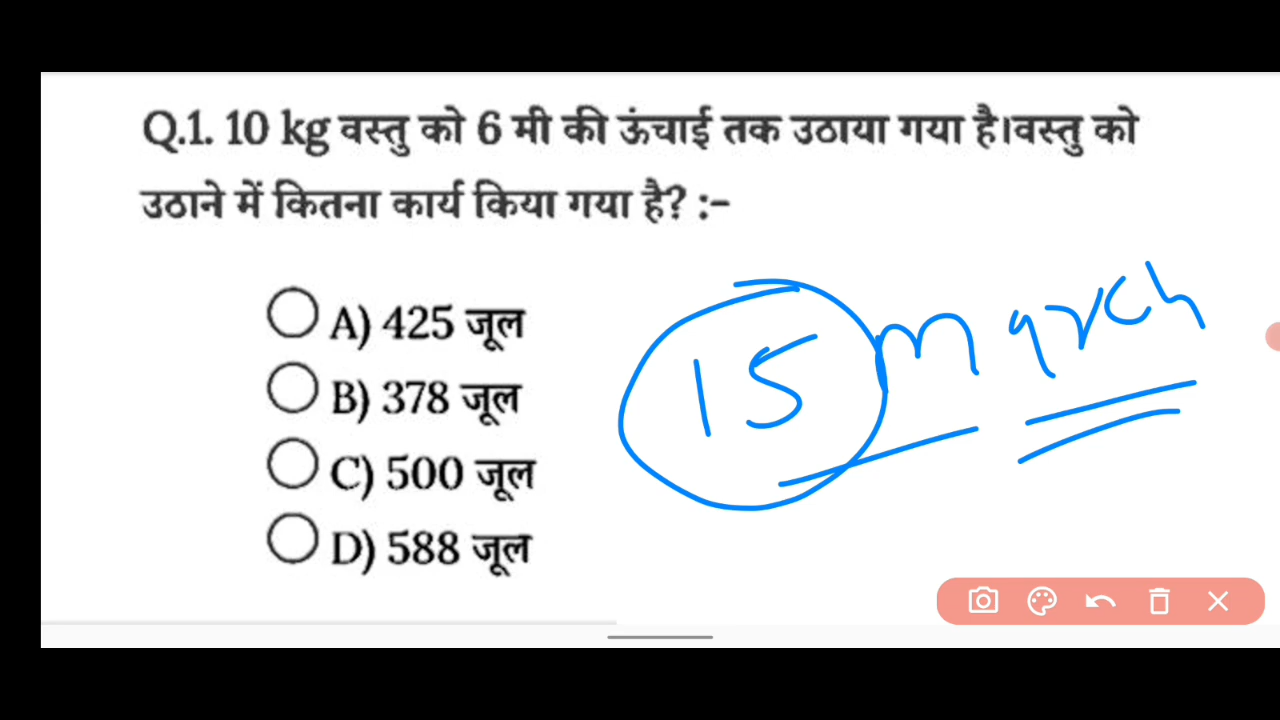 Q.1. 10 kg वस्तु को 6 मी की ऊंचाई तक उठाया गया है।वस्तु को
उठाने में कितना कार्य किया गया है? :-
A) 425 जूल
B) 378 जूल
C) 500 जूल
D) 588 जूल
15 march